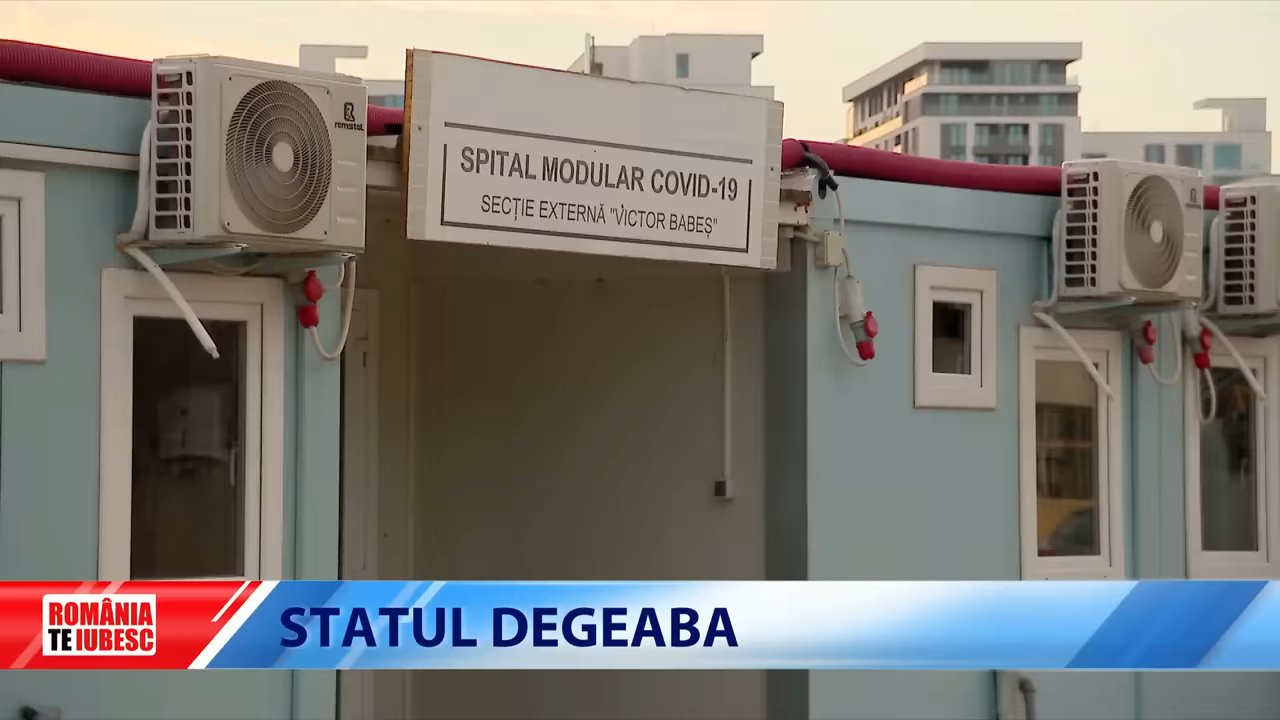 romstal
SPITAL MODULAR COVID-19
SECȚIE EXTERNĂ "VICTOR BABEȘ"
ROMÂNIA
TE IUBESC
STATUL DEGEABA